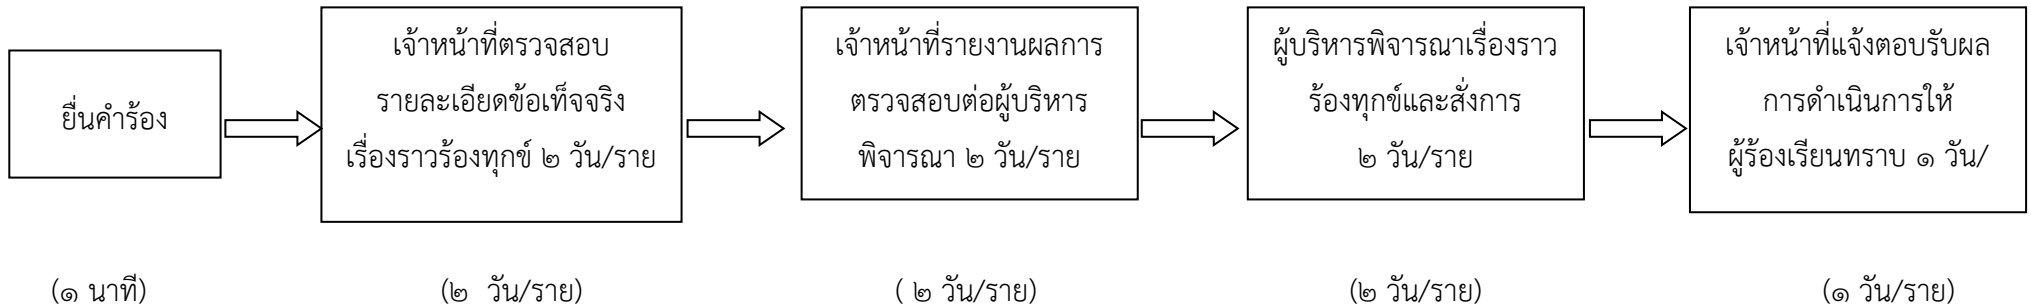 ยื่นคำร้อง
เจ้าหน้าที่ตรวจสอบ
รายละเอียดข้อเท็จจริง
เรื่องราวร้องทุกข์ ๒ วัน/ราย
เจ้าหน้าที่รายงานผลการ
ตรวจสอบต่อผู้บริหาร
พิจารณา ๒ วัน/ราย
ผู้บริหารพิจารณาเรื่องราว
ร้องทุกข์และสั่งการ
๒ วัน/ราย
เจ้าหน้าที่แจ้งตอบรับผล
การดำเนินการให้
ผู้ร้องเรียนทราบ ๑ วัน/
(๑ นาที)
(๒ วัน/ราย)
( ๒ วัน/ราย)
(๒ วัน/ราย)
(๑ วัน/ราย)